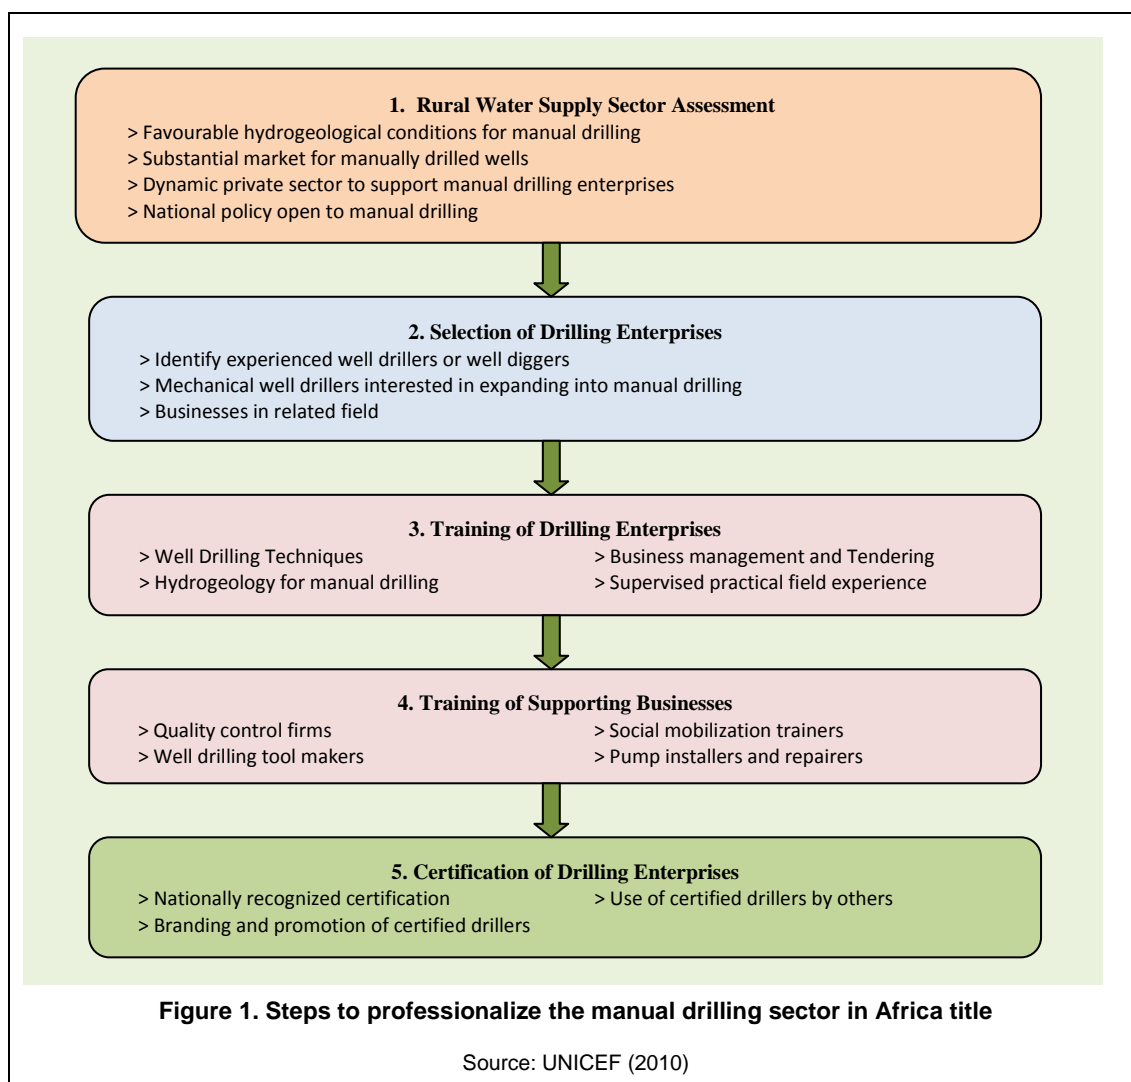 1. Rural Water Supply Sector Assessment
> Favourable hydrogeological conditions for manual drilling
> Substantial market for manually drilled wells
> Dynamic private sector to support manual drilling enterprises
> National policy open to manual drilling
2. Selection of Drilling Enterprises
> Identify experienced well drillers or well diggers
> Mechanical well drillers interested in expanding into manual drilling
> Businesses in related field
3. Training of Drilling Enterprises
> Well Drilling Techniques > Business management and Tendering
> Hydrogeology for manual drilling > Supervised practical field experience
4. Training of Supporting Businesses
> Quality control firms > Social mobilization trainers
> Well drilling tool makers > Pump installers and repairers
5. Certification of Drilling Enterprises
> Nationally recognized certification > Use of certified drillers by others
> Branding and promotion of certified drillers
Figure 1. Steps to professionalize the manual drilling sector in Africa title
Source: UNICEF (2010)